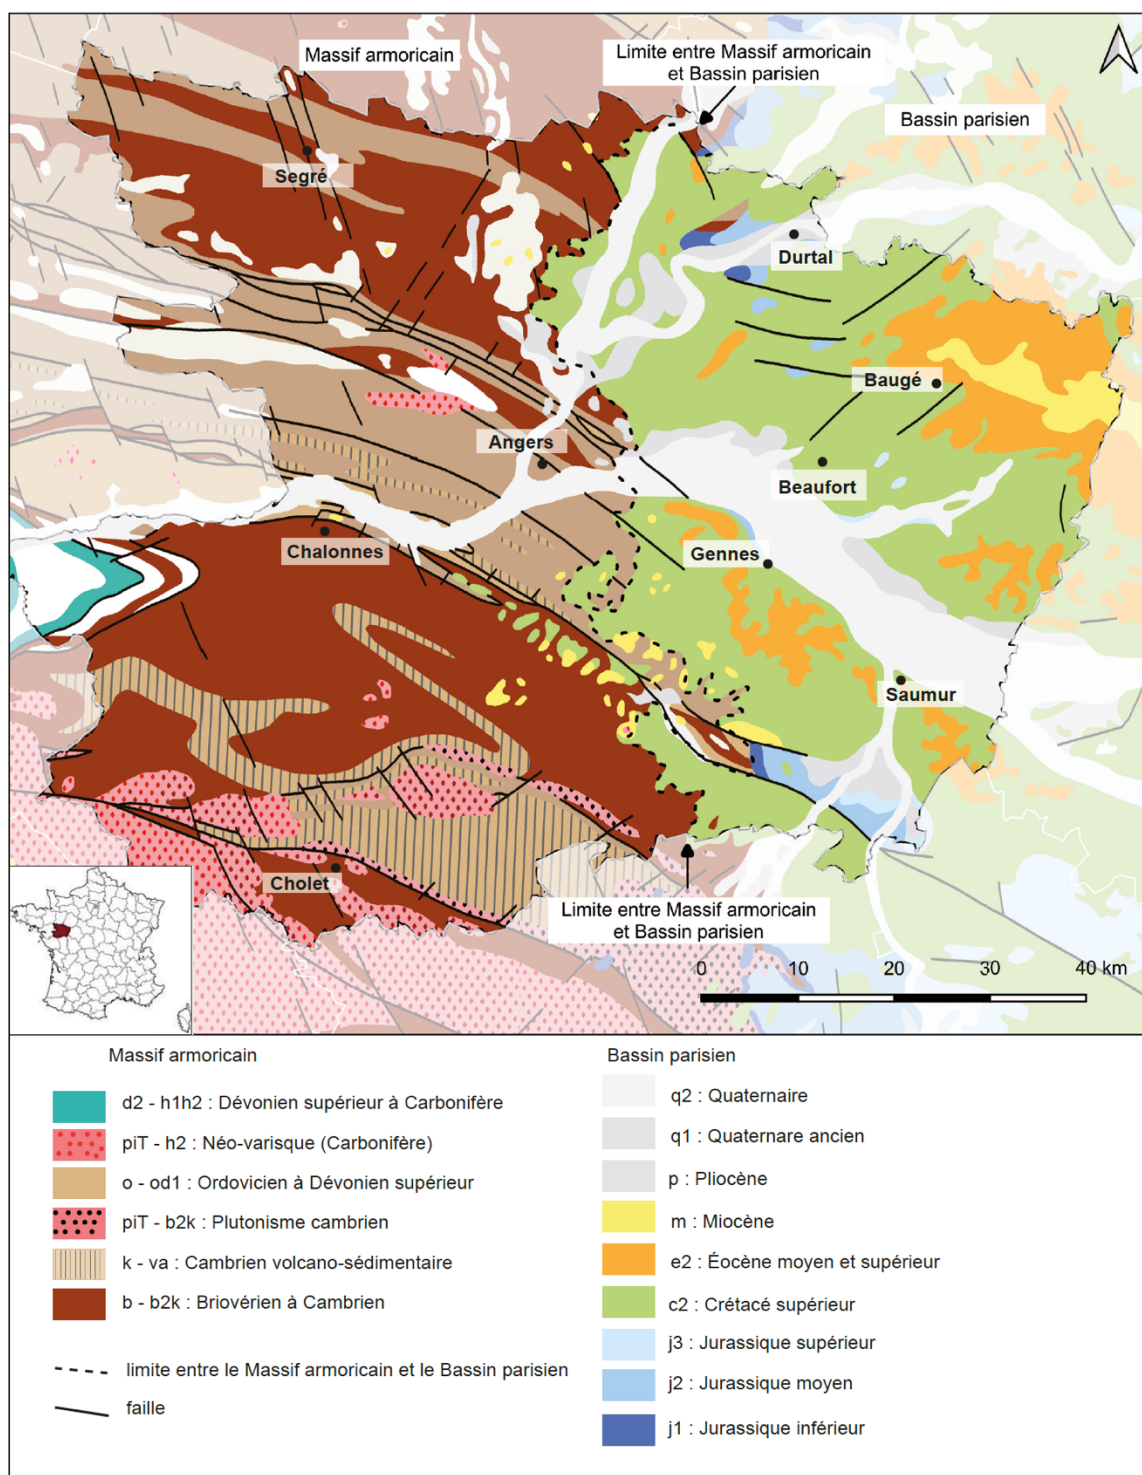 Massif armoricain
Limite entre Massif armoricain
et Bassin parisien
Bassin parisien
Segré
Durtal
Baugé
Angers
Beaufort
Chalonnes
Gennes
Saumur
Cholet
Limite entre Massif armoricain
et Bassin parisien
0 10 20 30 40 km
Massif armoricain
d2 - h1h2 : Dévonien supérieur à Carbonifère
piT - h2 : Néo-varisque (Carbonifère)
o - od1 : Ordovicien à Dévonien supérieur
piT - b2k : Plutonisme cambrien
k - va : Cambrien volcano-sédimentaire
b - b2k : Briovérien à Cambrien
limite entre le Massif armoricain et le Bassin parisien
faille
Bassin parisien
q2 : Quaternaire
q1 : Quaternare ancien
p : Pliocène
m : Miocène
e2 : Éocène moyen et supérieur
c2 : Crétacé supérieur
j3 : Jurassique supérieur
j2 : Jurassique moyen
j1 : Jurassique inférieur